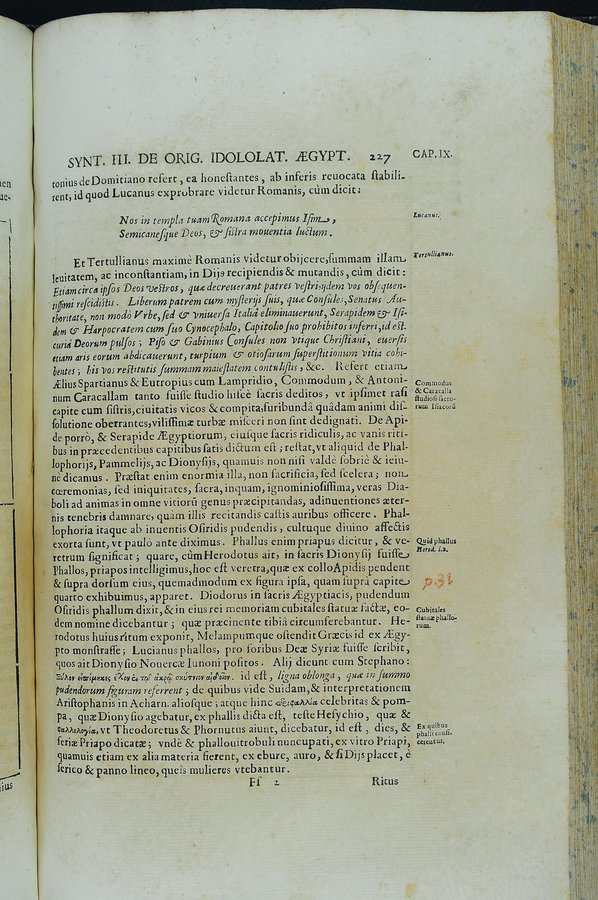 SYNT. III. DE ORIG. IDOLOLAT. ÆGYPT. 227 CAP. IX.
tonius de Domitiano refert, ea honestantes, ab inferis reuocata stabili-
rent, id quod Lucanus exprobrare videtur Romanis, cùm dicit:
Nos in templa tuam Romana accepimus Isim,
Lucanus.
Semicanesque Deos, & sistra mouentia luctum.
Et Tertullianus maximè Romanis videtur obijcere, summam illam
Tertullianus.
leuitatem, ac inconstantiam, in Dijs recipiendis & mutandis, cùm dicit:
Etiam circa ipsos Deos vestros, quæ decreuerant patres vestri, ijdem vos obsequen-
tissimi rescidistis. Liberum patrem cum mysterijs suis, quæ Consules, Senatus Au-
thoritate, non modò Vrbe, sed & vniuersa Italia eliminauerunt, Serapidem & Isi-
dem & Harpocratem cum suo Cynocephalo, Capitolio suo prohibitos inferri, id est.
curiâ Deorum pulsos; Piso & Gabinius Consules non vtique Christiani, euersis
etiam aris eorum abdicauerunt, turpium & otiosarum superstitionum vitia cohi-
bentes; his vos restitutis summam maiestatem contulistis, &c. Refert etiam
Ælius Spartianus & Eutropius cum Lampridio, Commodum, & Antoni-
Commodus
num Caracallam tanto fuisse studio hisce sacris deditos, vt ipsimet rasi
& Caracalla
studiosi sacro-
capite cum sistris, ciuitatis vicos & compita, furibundâ quâdam animi dis-
rum Isiacorũ
solutione obetrantes, vilissimæ turbæ misceri non sint dedignati. De Api-
de porrò, & Serapide Ægyptiorum, eiusque sacris ridiculis, ac vanis riti-
bus in præcedentibus capitibus satis dictum est; restat, vt aliquid de Phal-
lophorijs, Pammelijs, ac Dionysijs, quamuis non nisi valdè sobriè & ieiu-
nè dicamus. Præstat enim enormia illa, non sacrificia, sed scelera; non
cœremonias, sed iniquitates, sacra, inquam, ignominiosissima, veras Dia-
boli ad animas in omne vitiorũ genus præcipitandas, adinuentiones æter-
nis tenebris damnare, quàm illis recitandis castis auribus officere. Phal-
lophoria itaque ab inuentis Osiridis pudendis, cultuque diuino affectis
exorta sunt, vt paulò ante diximus. Phallus enim priapus dicitur, & ve-
Quid phallus
retrum significat; quare, cùm Herodotus ait, in sacris Dionysij fuisse
Herod. l. 2.
Phallos, priapos intelligimus, hoc est veretra, quæ ex collo Apidis pendent
& supra dorsum eius, quemadmodum ex figura ipsa, quam suprà capite
quarto exhibuimus, apparet. Diodorus in sacris Ægyptiacis, pudendum
Osiridis phallum dixit, & in eius rei memoriam cubitales statuæ factæ, eo-
Cubitales
dem nomine dicebantur; quæ præcinente tibiâ circumferebantur. He-
statuæ phallo-
rum.
rodotus huius ritum exponit, Melampumque ostendit Græcis id ex Ægy-
pto monstrasse; Lucianus phallos, pro foribus Deæ Syriæ fuisse scribit,
quos ait Dionysio Nouercæ Iunoni positos. Alij dicunt cum Stephano:
id est, ligna oblonga, quæ in summo
pudendorum figuram referrent; de quibus vide Suidam, & interpretationem
Aristophanis in Acharn. aliosque; atque hinc celebritas & pom-
pa, quæ Dionysio agebatur, ex phallis dicta est, teste Hesychio, quæ &
Ex quibus
φαλλολογία, vt Theodoretus & Phornutus aiunt, dicebatur, id est, dies, &
phalli confi-
feriæ Priapo dicatæ; vndè & phallouitrobuli nuncupati, ex vitro Priapi,
cerentur.
quamuis etiam ex alia materia fierent, ex ebure, auro, & si Dijs placet, è
serico & panno lineo, queis mulieres vtebantur.
Ff 2 Ritus